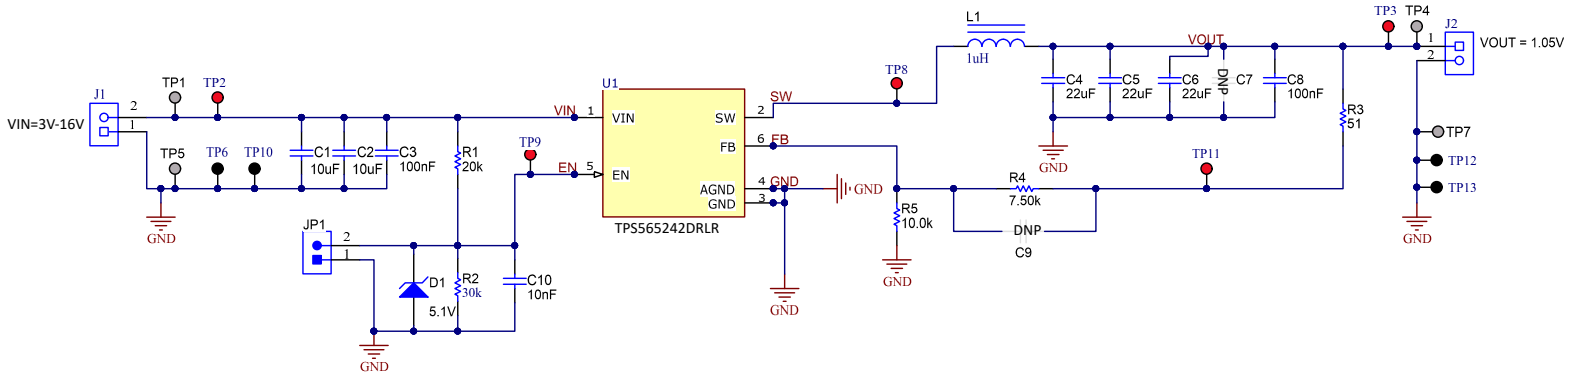 VIN=3V-16V
J1
2
1
TP1
TP2
TP5
TP6
TP10
GND
C1
10uF
C2
10uF
C3
100nF
R1
20k
JP1
2
1
GND
D1
5.1V
R2
30k
C10
10nF
TP9
VIN
1
EN
5
U1
VIN
EN
SW
FB
AGND
GND
TPS565242DRLR
2
SW
6
FB
4
GND
3
GND
GND
TP8
L1
1uH
R5
10.0k
GND
R4
7.50k
DNP
C9
TP11
VOUT
C4
22uF
C5
22uF
C6
22uF
DNP
C7
C8
100nF
GND
R3
51
TP3
TP4
J2
1
2
VOUT = 1.05V
TP7
TP12
TP13
GND